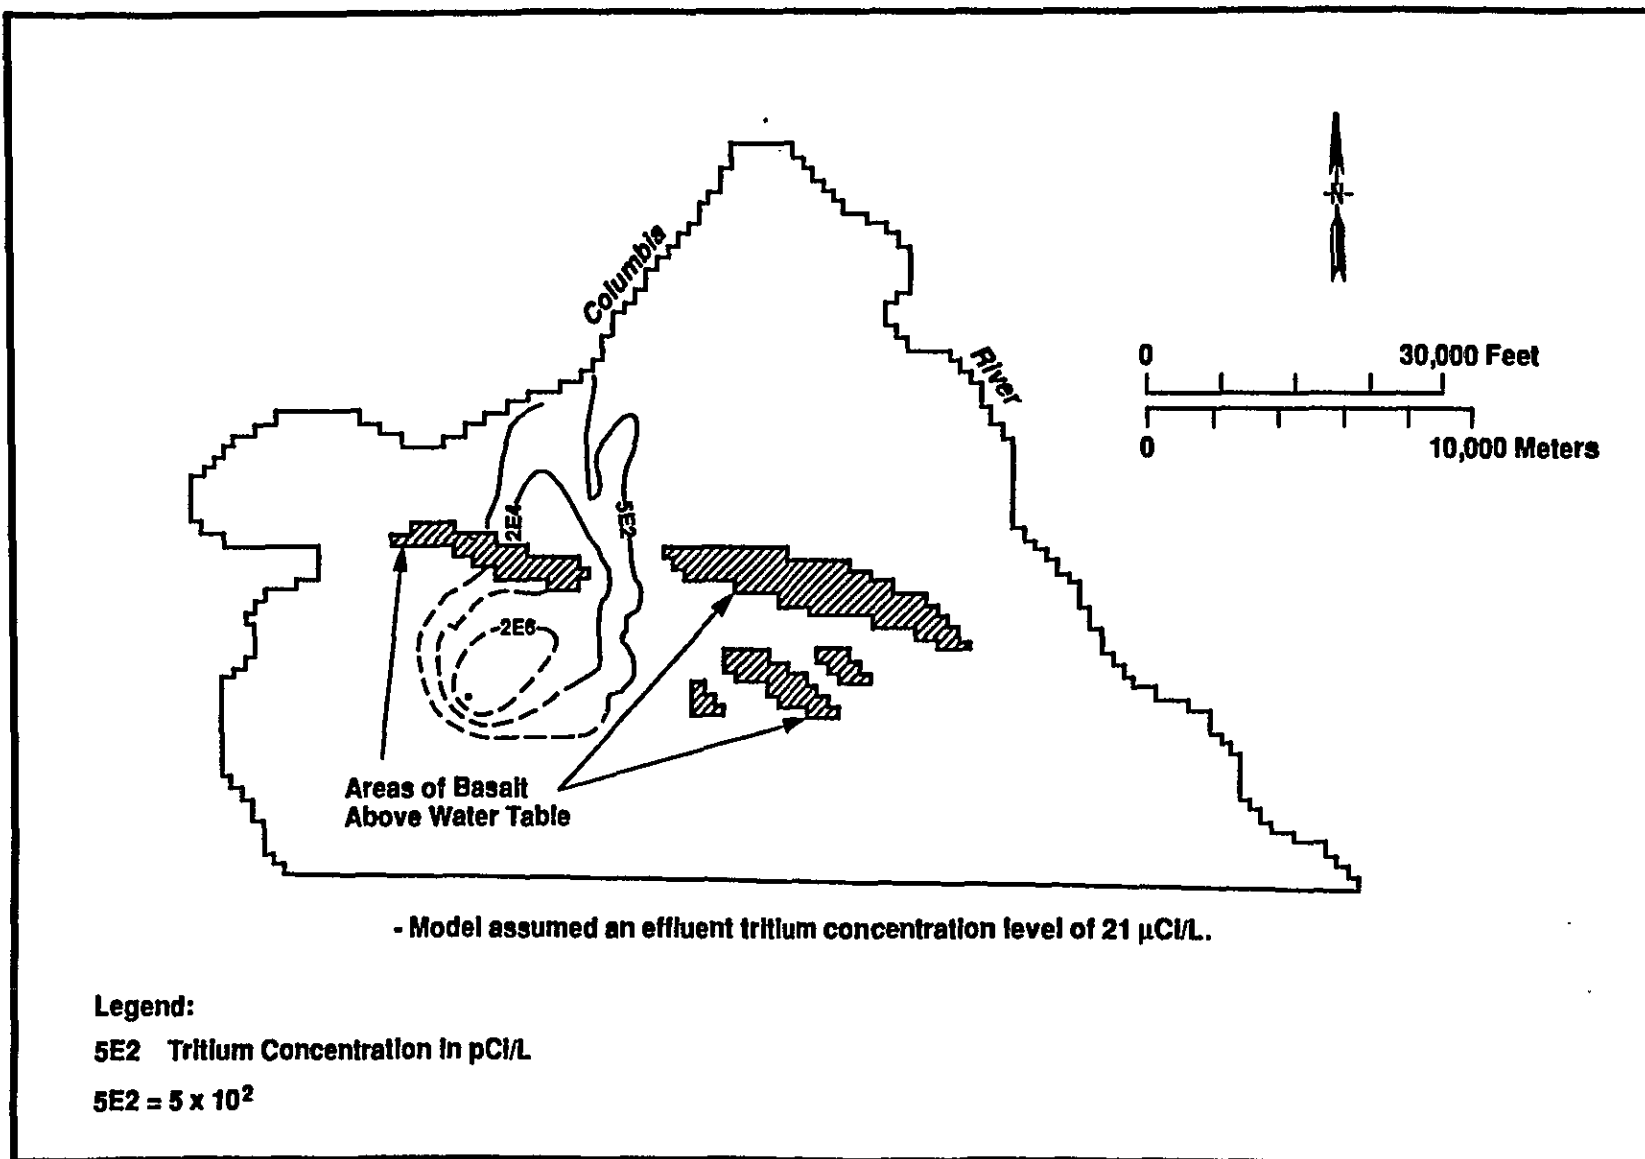 Columbia
River
N
0 30,000 Feet
0 10,000 Meters
2E4
5E2
2E6
Areas of Basalt
Above Water Table
- Model assumed an effluent tritium concentration level of 21 μCi/L.
Legend:
5E2 Tritium Concentration in pCi/L
5E2 = 5 x 10²